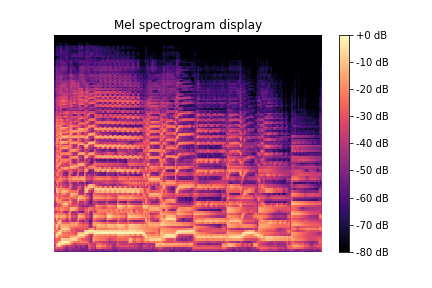 Mel spectrogram display
+0 dB
-10 dB
-20 dB
-30 dB
-40 dB
-50 dB
-60 dB
-70 dB
-80 dB